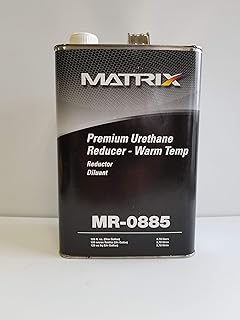 MATRIX
Premium Urethane
Reducer - Warm Temp
Reductor
Diluant
MR-0885